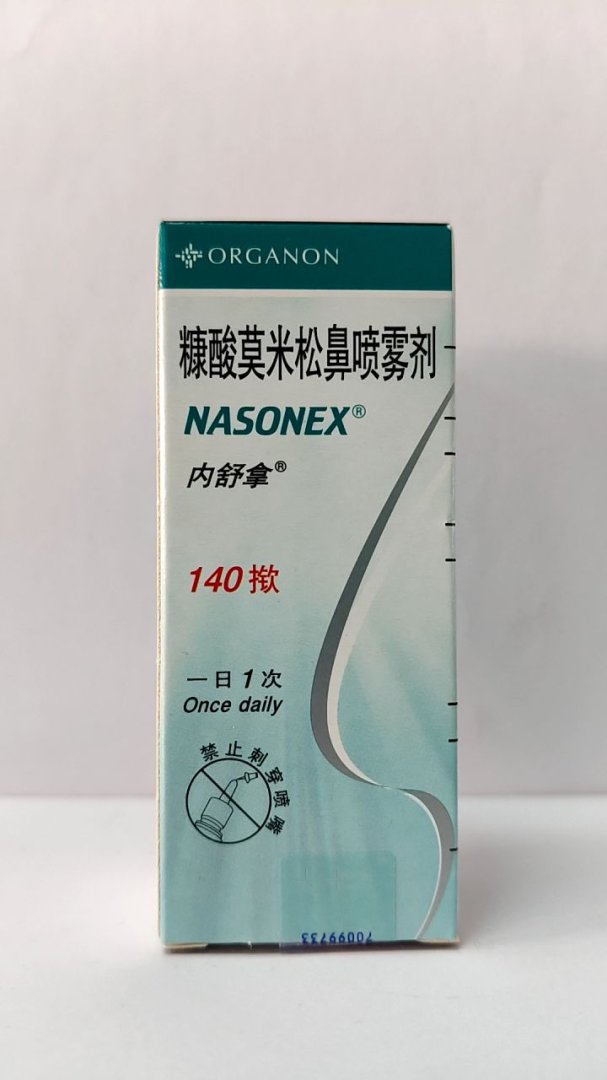 ORGANON
糠酸莫米松鼻喷雾剂
NASONEX®
内舒拿®
140揿
一日1次
Once daily
禁止刺穿喷嘴
70099733